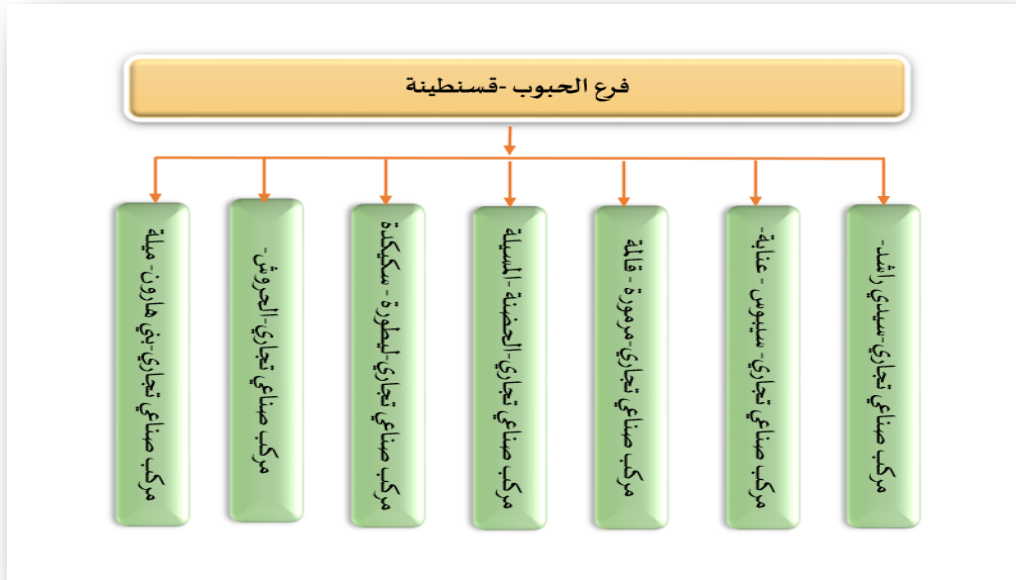 فرع الحبوب -قسنطينة
مركب صناعي تجاري-سيدي راشد-
مركب صناعي تجاري- سيبوس - عنابة-
مركب صناعي تجاري-مرمورة - قالمة
مركب صناعي تجاري-الحضنة -المسيلة
مركب صناعي تجاري-ليطورة - سكيكدة
مركب صناعي تجاري-الحروش-
مركب صناعي تجاري-بني هارون- ميلة